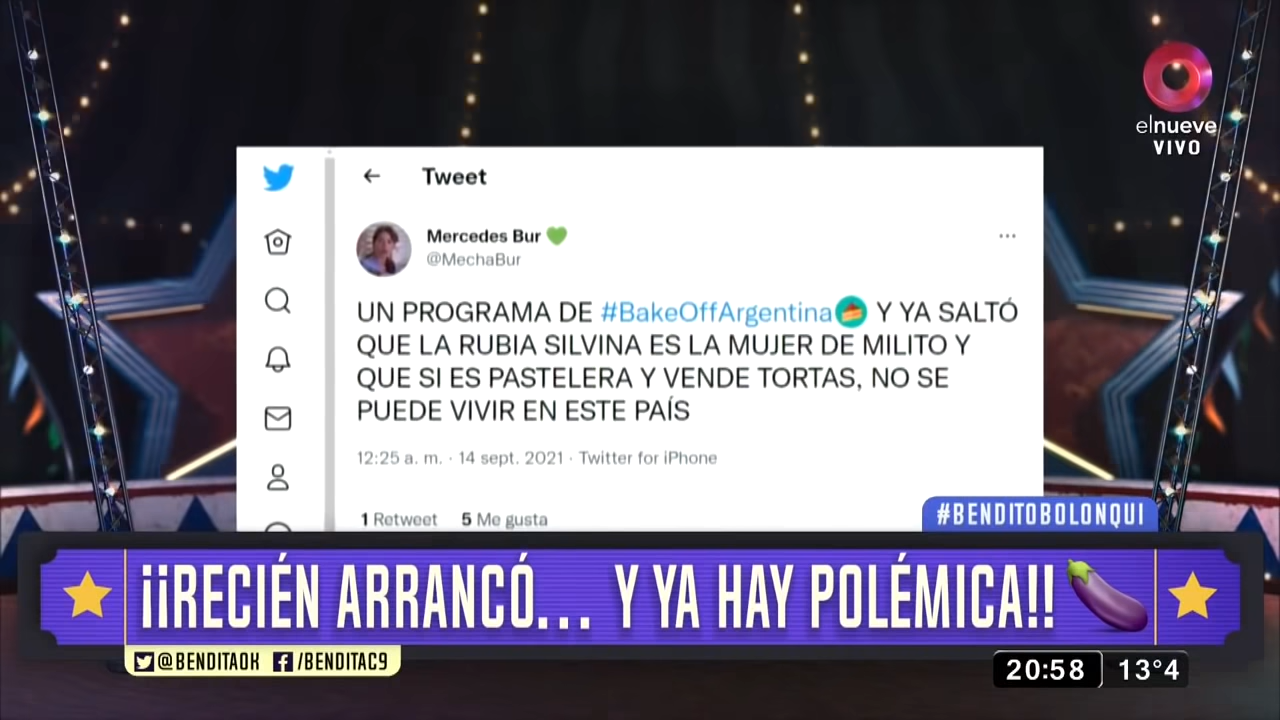 elnueve
VIVO
Tweet
Mercedes Bur 💚
@MechaBur
UN PROGRAMA DE #BakeOffArgentina Y YA SALTÓ
QUE LA RUBIA SILVINA ES LA MUJER DE MILITO Y
QUE SI ES PASTELERA Y VENDE TORTAS, NO SE
PUEDE VIVIR EN ESTE PAÍS
12:25 a. m. · 14 sept. 2021 · Twitter for iPhone
1 Retweet 5 Me gusta
#BENDITOBOLONQUI
¡¡RECIÉN ARRANCÓ... Y YA HAY POLÉMICA!! 🍆
@BENDITAOK /BENDITAC9
20:58 13°4